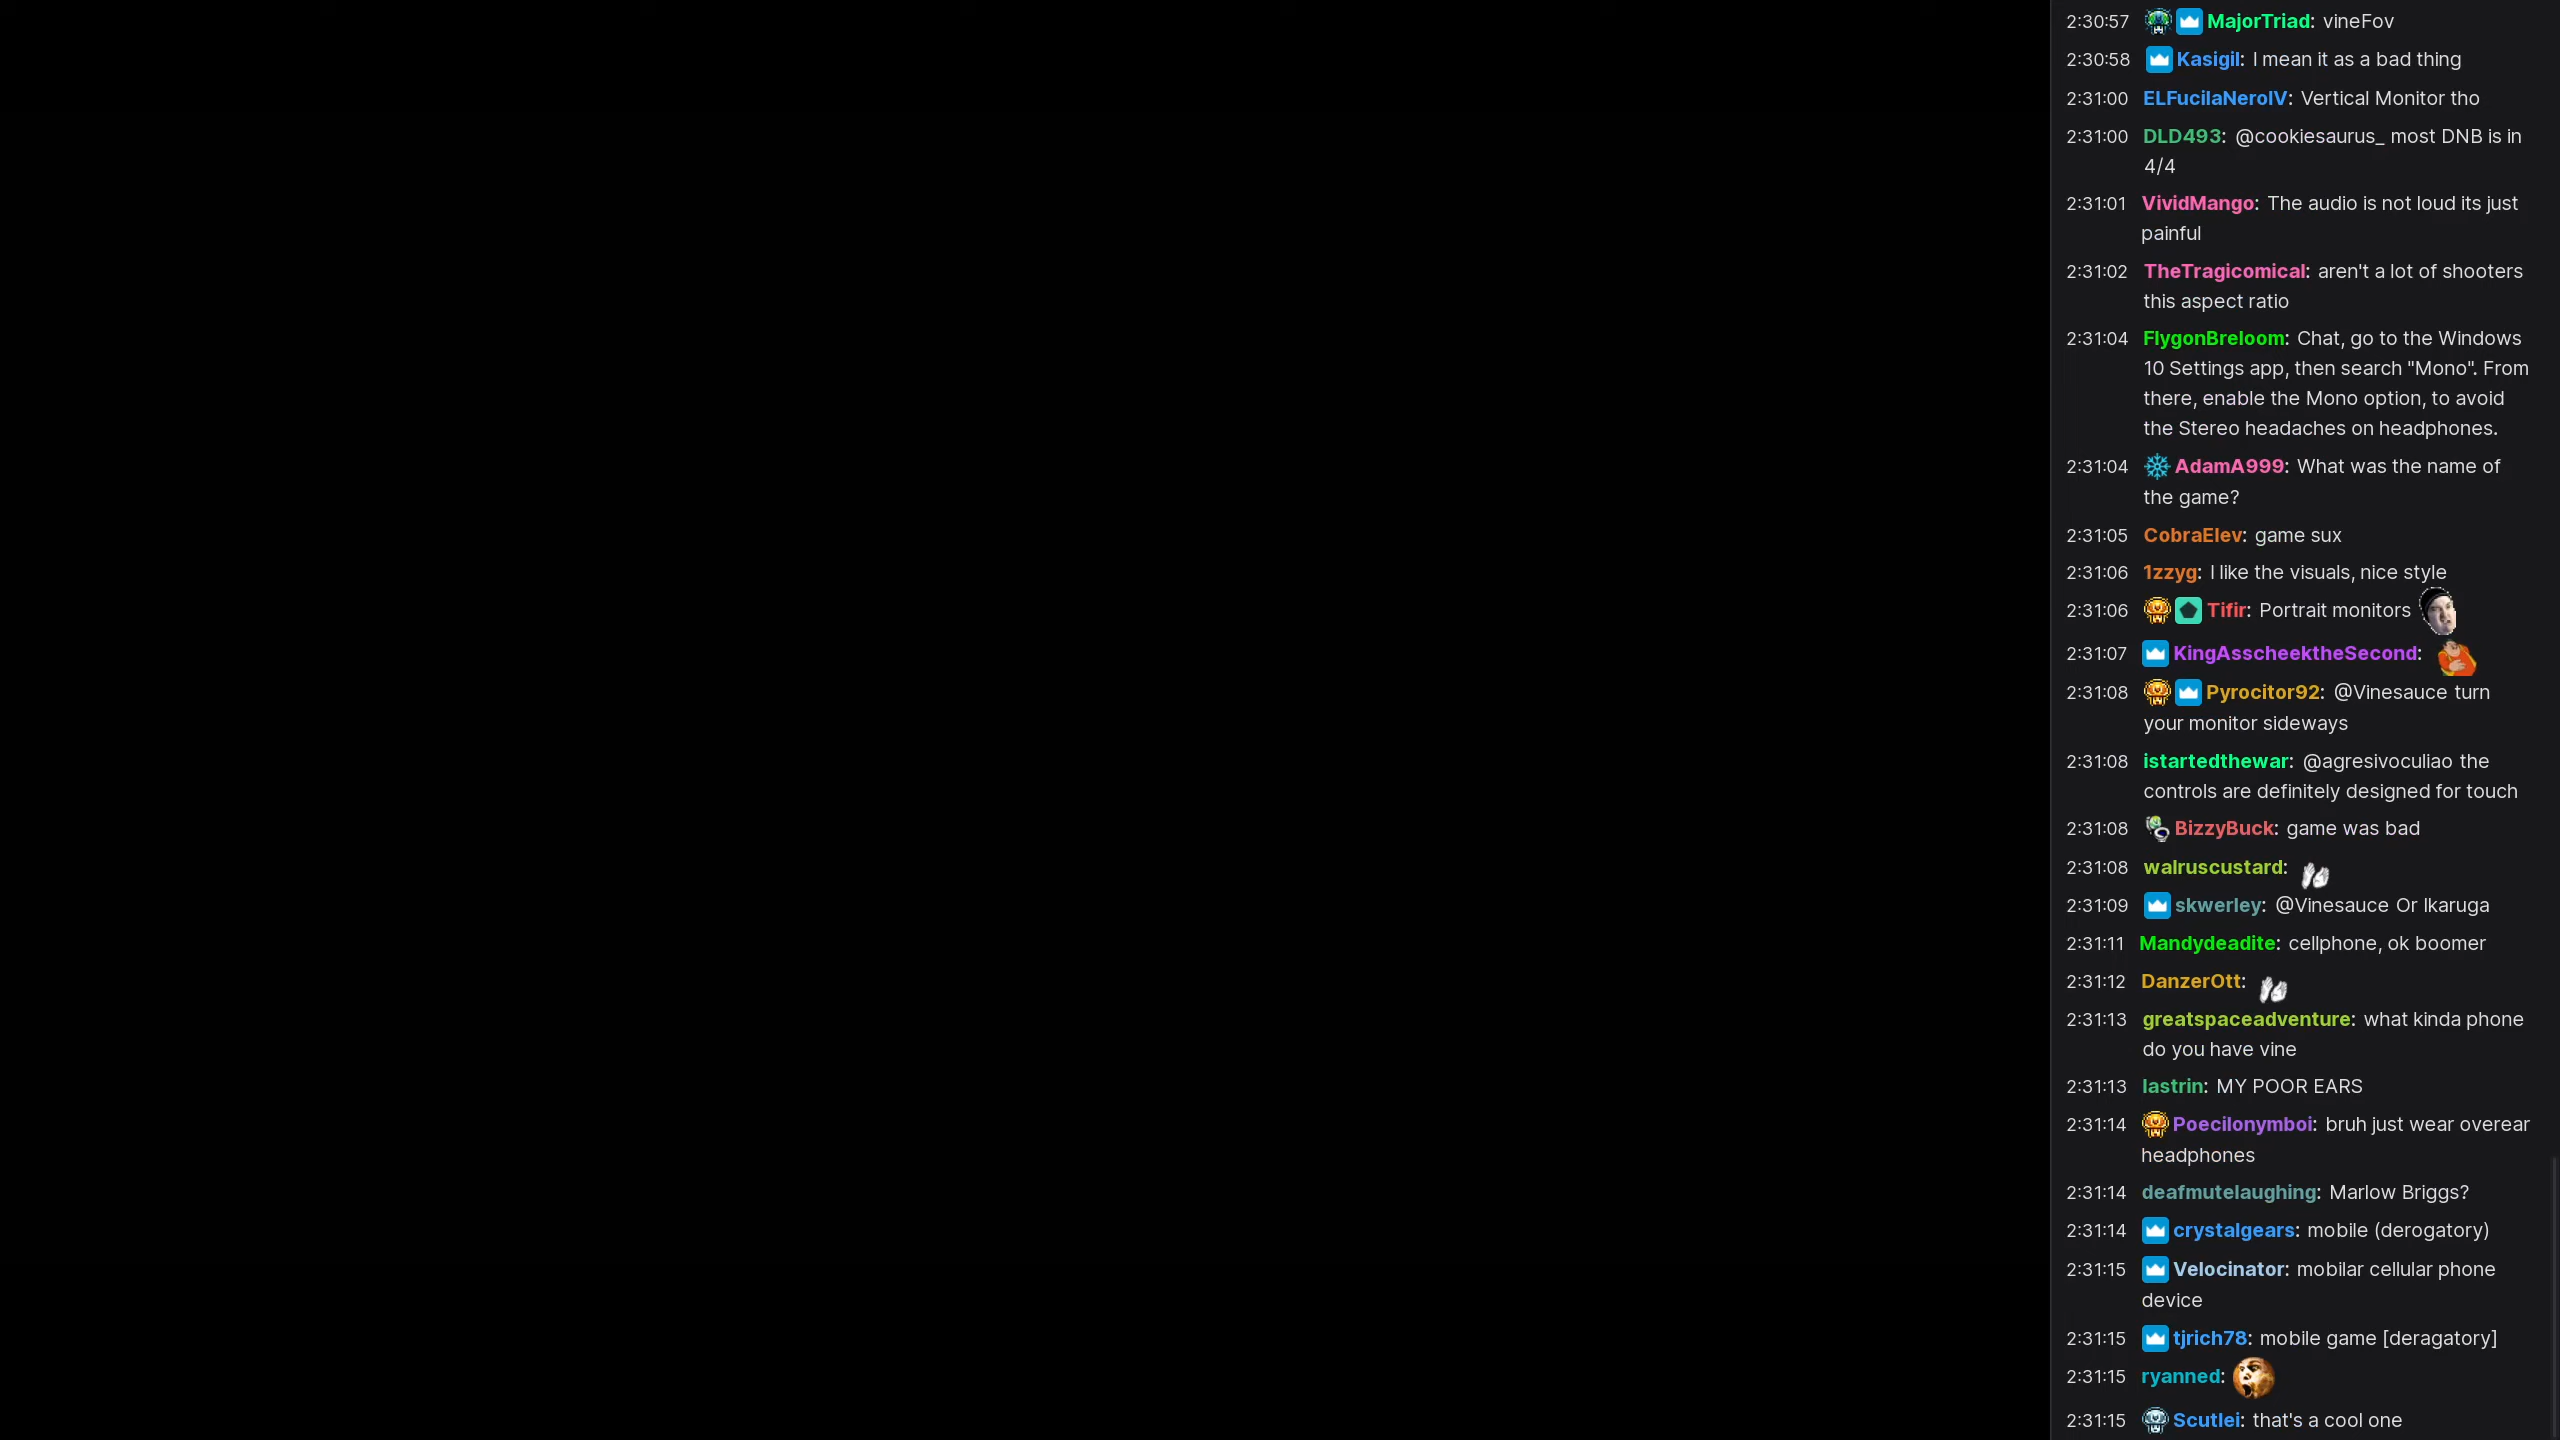 2:30:57 MajorTriad: vineFov
2:30:58 Kasigil: I mean it as a bad thing
2:31:00 ELFucilaNeroIV: Vertical Monitor tho
2:31:00 DLD493: @cookiesaurus_ most DNB is in
4/4
2:31:01 VividMango: The audio is not loud its just
painful
2:31:02 TheTragicomical: aren't a lot of shooters
this aspect ratio
2:31:04 FlygonBreloom: Chat, go to the Windows
10 Settings app, then search "Mono". From
there, enable the Mono option, to avoid
the Stereo headaches on headphones.
2:31:04 AdamA999: What was the name of
the game?
2:31:05 CobraElev: game sux
2:31:06 1zzyg: I like the visuals, nice style
2:31:06 Tifir: Portrait monitors
2:31:07 KingAsscheektheSecond:
2:31:08 Pyrocitor92: @Vinesauce turn
your monitor sideways
2:31:08 istartedthewar: @agresivoculiao the
controls are definitely designed for touch
2:31:08 BizzyBuck: game was bad
2:31:08 walruscustard:
2:31:09 skwerley: @Vinesauce Or Ikaruga
2:31:11 Mandydeadite: cellphone, ok boomer
2:31:12 DanzerOtt:
2:31:13 greatspaceadventure: what kinda phone
do you have vine
2:31:13 lastrin: MY POOR EARS
2:31:14 Poecilonymboi: bruh just wear overear
headphones
2:31:14 deafmutelaughing: Marlow Briggs?
2:31:14 crystalgears: mobile (derogatory)
2:31:15 Velocinator: mobilar cellular phone
device
2:31:15 tjrich78: mobile game [deragatory]
2:31:15 ryanned:
2:31:15 Scutlei: that's a cool one